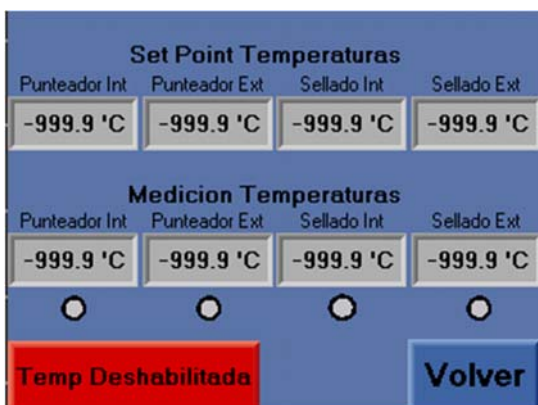 Set Point Temperaturas
Punteador Int Punteador Ext Sellado Int Sellado Ext
-999.9 'C -999.9 'C -999.9 'C -999.9 'C
Medicion Temperaturas
Punteador Int Punteador Ext Sellado Int Sellado Ext
-999.9 'C -999.9 'C -999.9 'C -999.9 'C
Temp Deshabilitada Volver